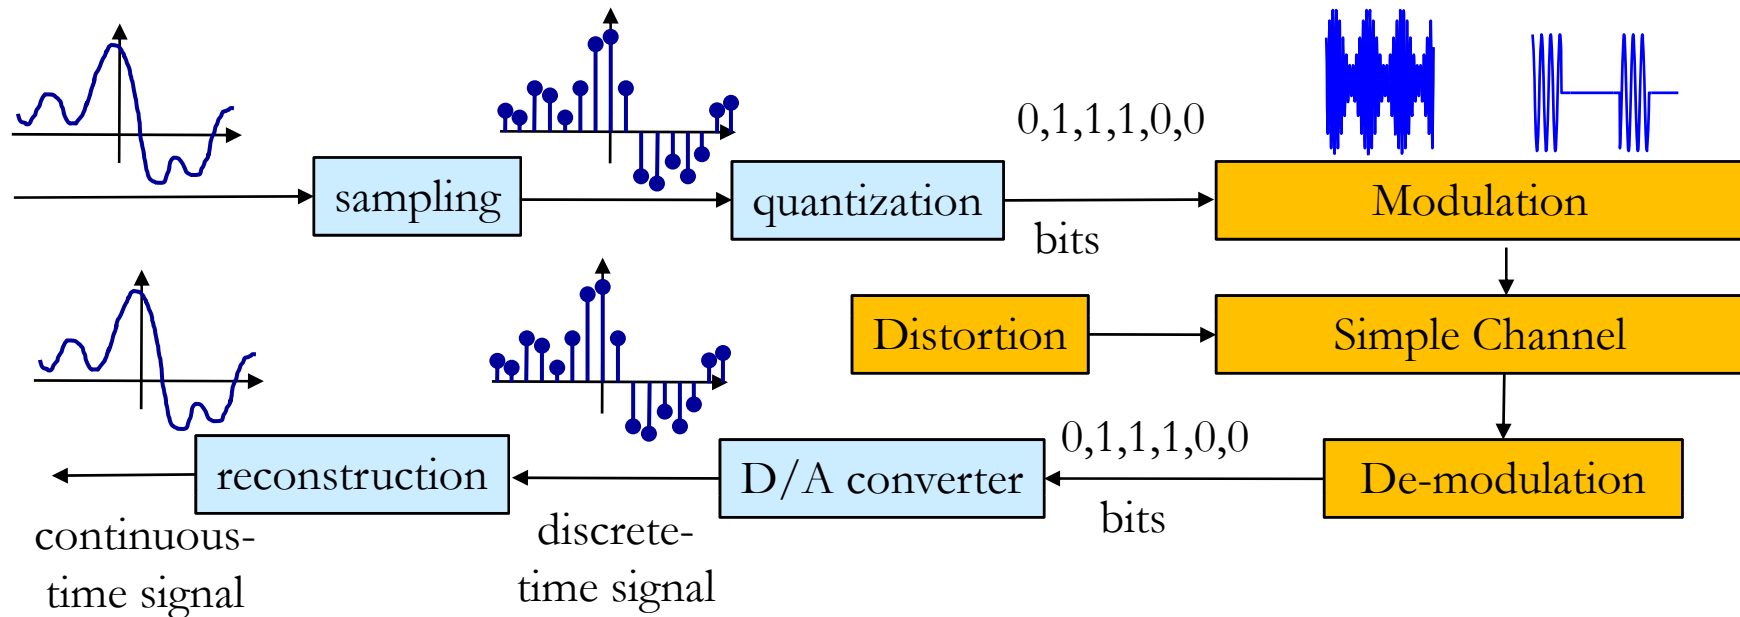 0,1,1,1,0,0
sampling
quantization
bits
Modulation
Distortion
Simple Channel
0,1,1,1,0,0
reconstruction
D/A converter
bits
De-modulation
continuous-
time signal
discrete-
time signal